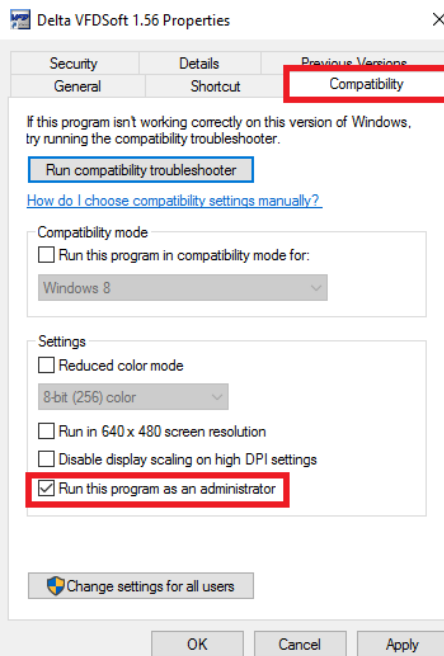 Delta VFDSoft 1.56 Properties
Security Details Previous Versions
General Shortcut Compatibility
If this program isn't working correctly on this version of Windows,
try running the compatibility troubleshooter.
Run compatibility troubleshooter
How do I choose compatibility settings manually?
Compatibility mode
Run this program in compatibility mode for:
Windows 8
Settings
Reduced color mode
8-bit (256) color
Run in 640 x 480 screen resolution
Disable display scaling on high DPI settings
Run this program as an administrator
Change settings for all users
OK Cancel Apply